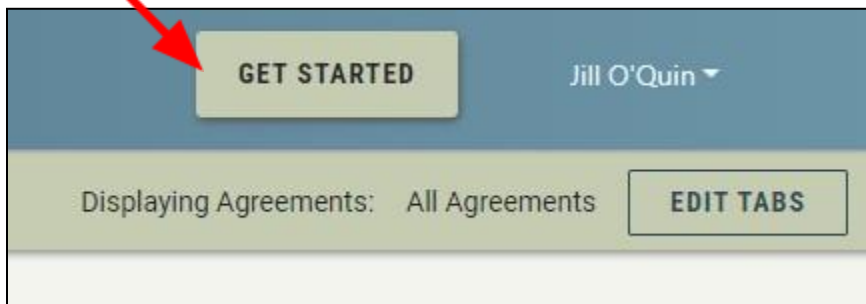 GET STARTED Jill O'Quin
Displaying Agreements: All Agreements EDIT TABS